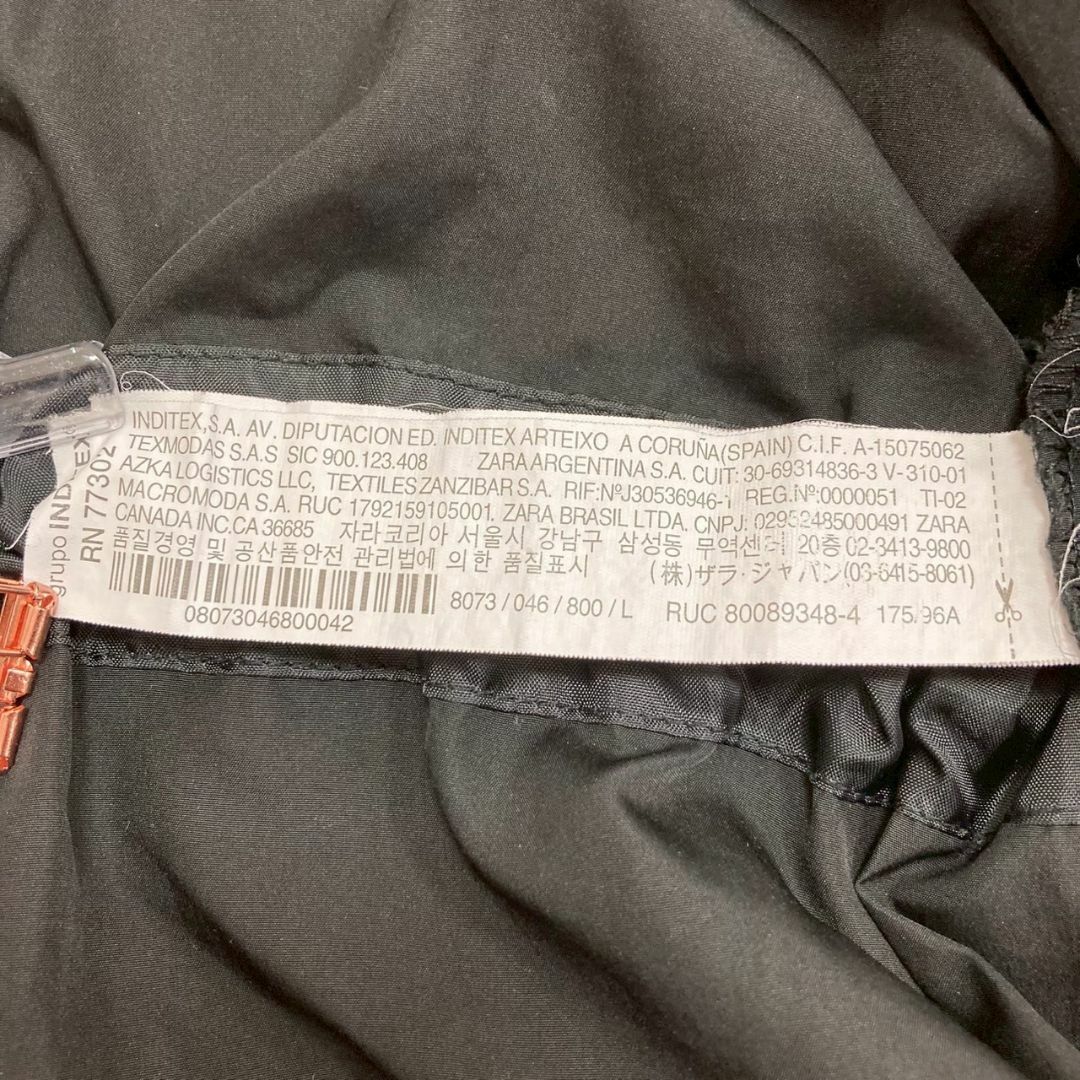 INDITEX, S.A. AV. DIPUTACION ED. INDITEX ARTEIXO A CORUÑA (SPAIN) C.I.F. A-15075062
TEXMODAS S.A.S SIC 900.123.408 ZARA ARGENTINA S.A. CUIT: 30-69314836-3 V-310-01
AZKA LOGISTICS LLC, TEXTILES ZANZIBAR S.A. RIF:NºJ30536946- REG.Nº:0000051 TI-02
MACROMODA S.A. RUC 1792159105001. ZARA BRASIL LTDA. CNPJ: 02952485000491 ZARA
CANADA INC.CA 36685 자라코리아 서울시 강남구 삼성동 무역센터 20층 02-3413-9800
품질경영 및 공산품안전 관리법에 의한 품질표시 (株)ザラ・ジャパン(03-6415-8061)
08073046800042
8073 / 046 / 800 / L RUC 80089348-4 175/96A
grupo
RN 77302